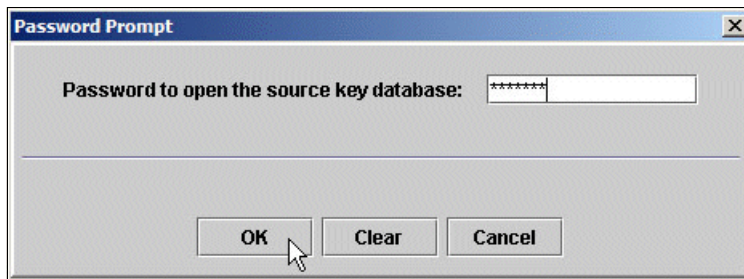 Password Prompt
Password to open the source key database: *******
OK Clear Cancel